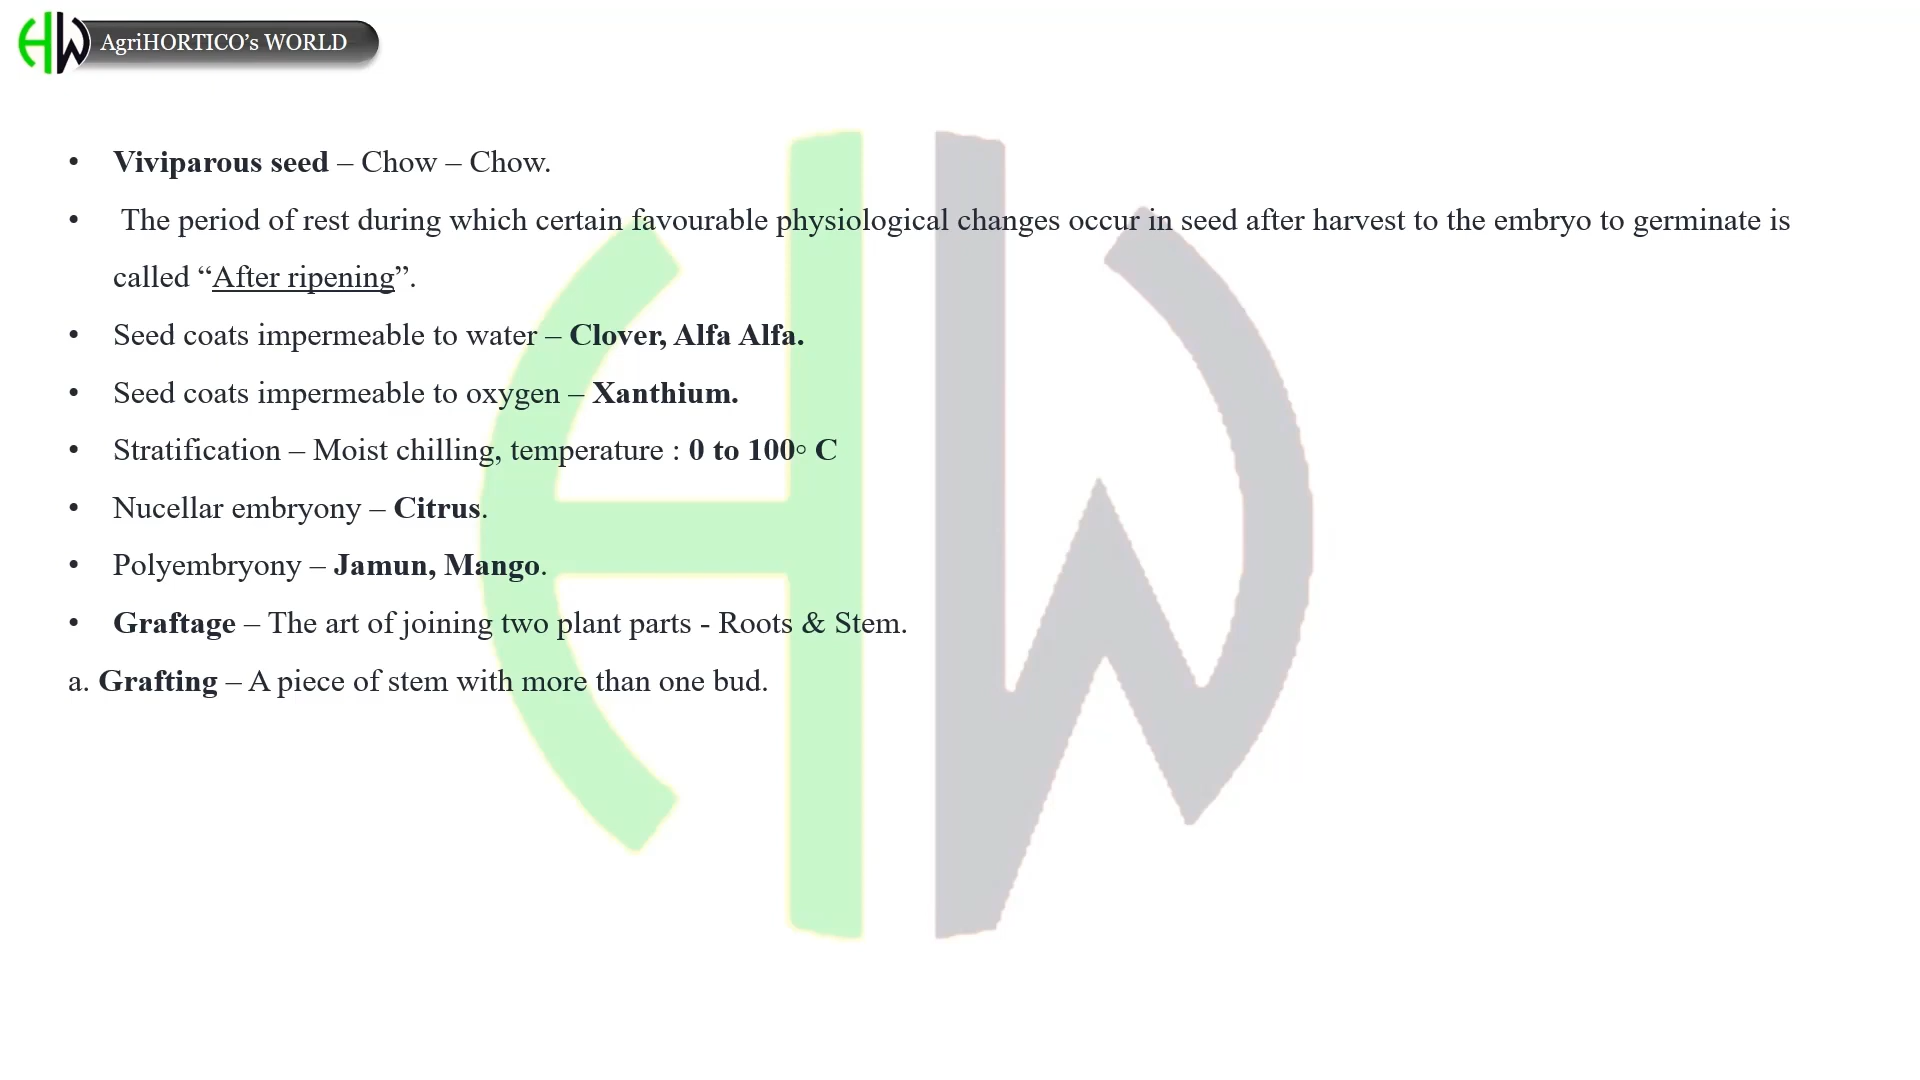 AgriHORTICO's WORLD
• Viviparous seed – Chow – Chow.
• The period of rest during which certain favourable physiological changes occur in seed after harvest to the embryo to germinate is
called “After ripening”.
• Seed coats impermeable to water – Clover, Alfa Alfa.
• Seed coats impermeable to oxygen – Xanthium.
• Stratification – Moist chilling, temperature : 0 to 100◦ C
• Nucellar embryony – Citrus.
• Polyembryony – Jamun, Mango.
• Graftage – The art of joining two plant parts - Roots & Stem.
a. Grafting – A piece of stem with more than one bud.